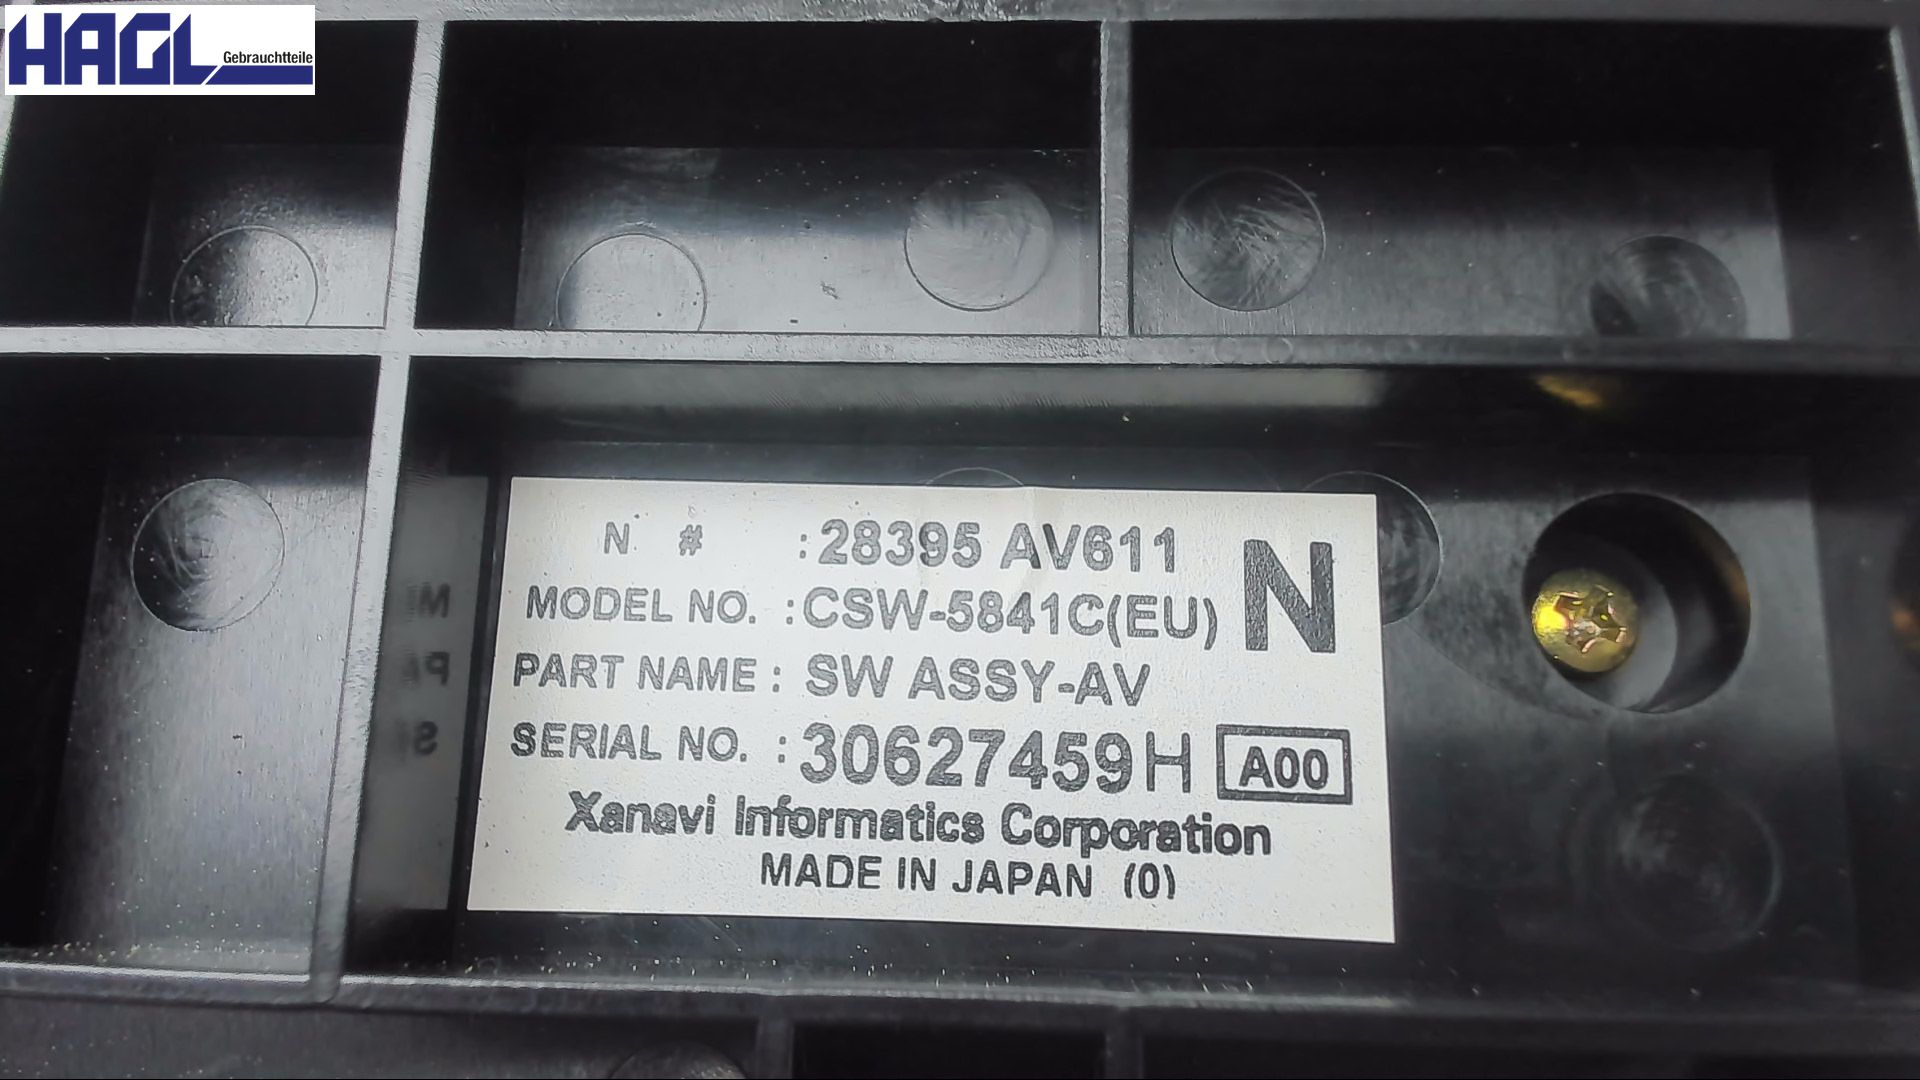 HAGL Gebrauchtteile
N # : 28395 AV611
N
MODEL NO. : CSW-5841C(EU)
PART NAME : SW ASSY-AV
SERIAL NO. : 30627459H A00
Xanavi Informatics Corporation
MADE IN JAPAN (0)